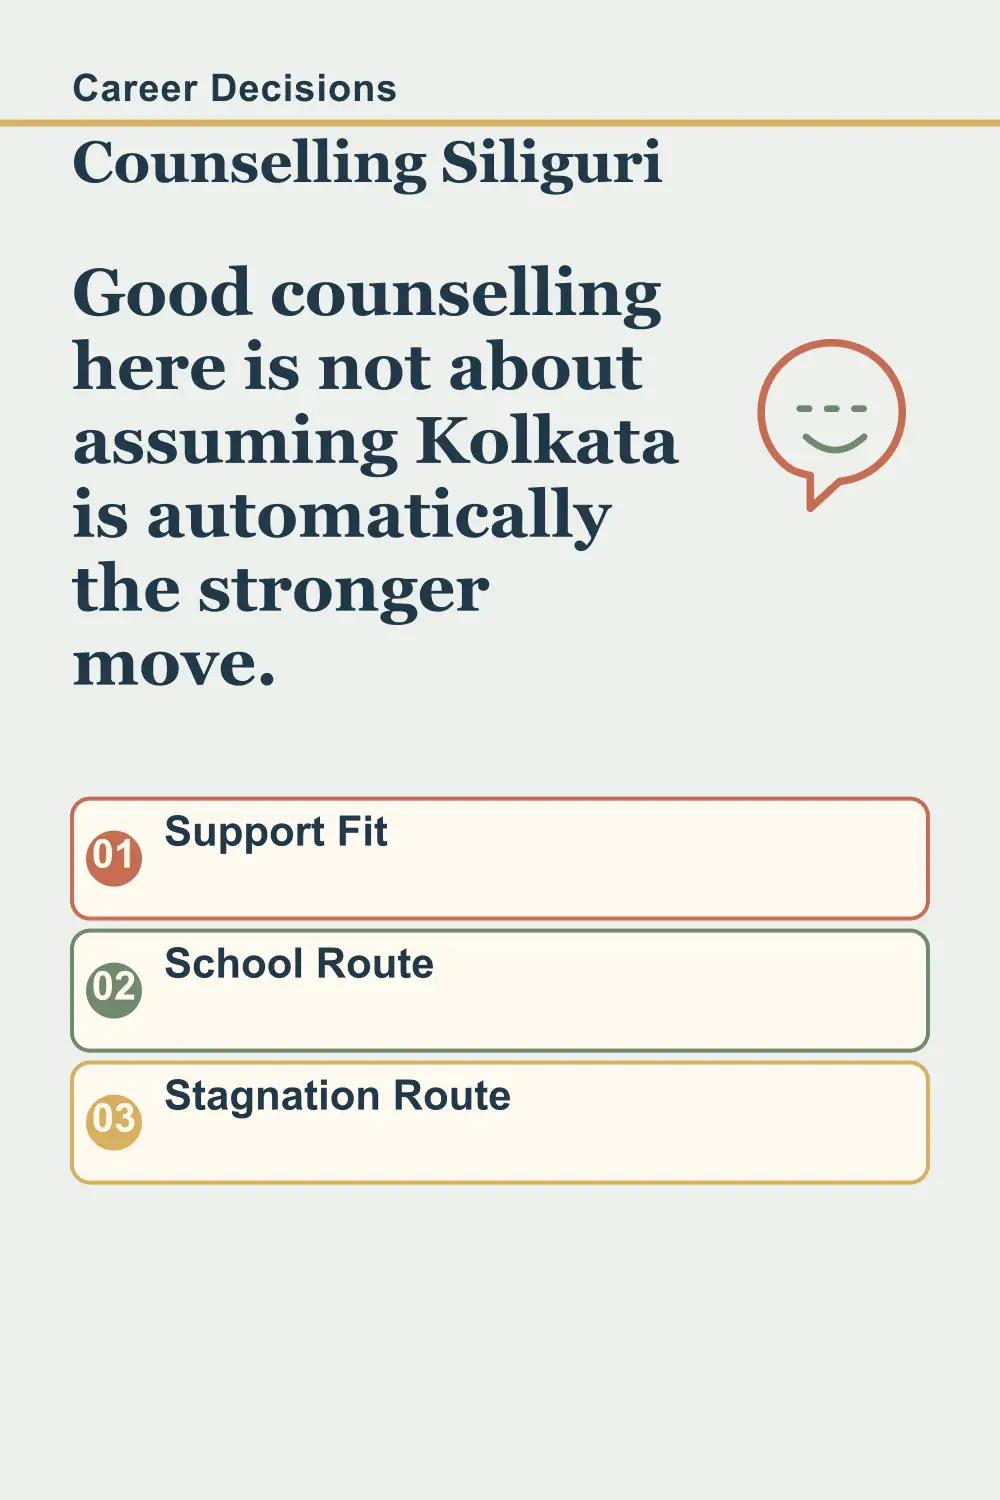 Career Decisions
Counselling Siliguri
Good counselling
here is not about
assuming Kolkata
is automatically
the stronger
move.
01
Support Fit
02
School Route
03
Stagnation Route